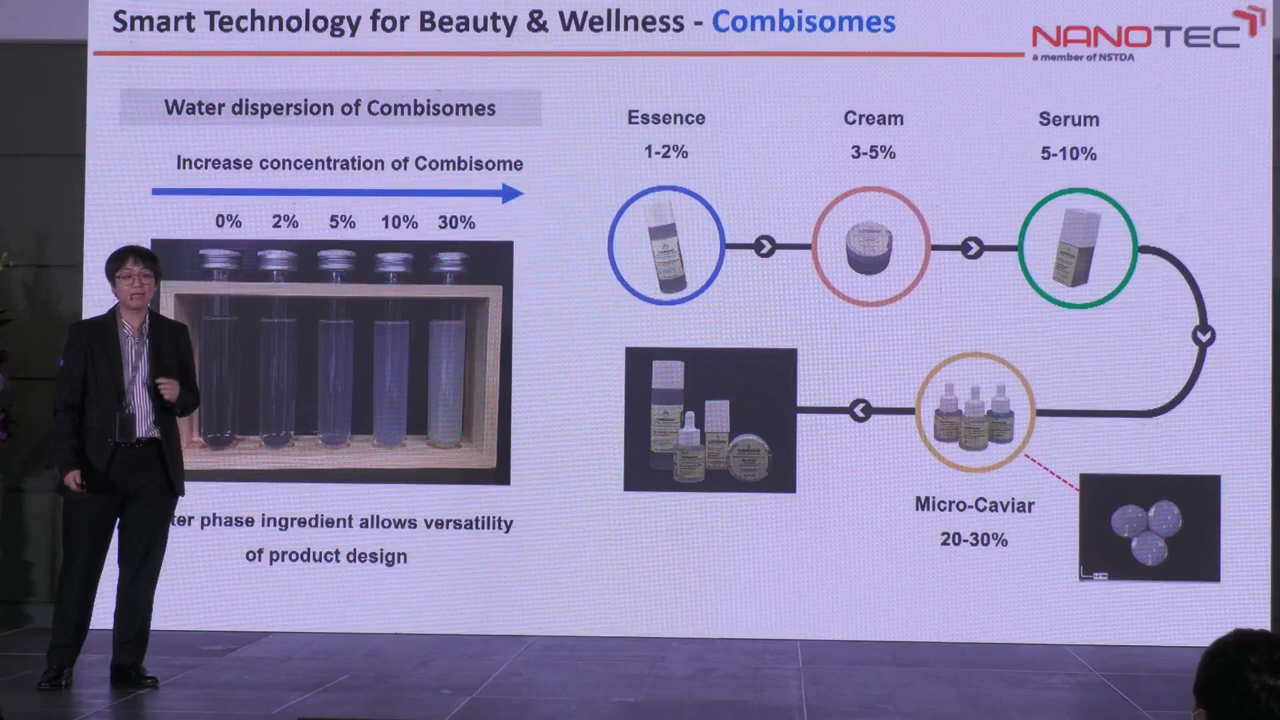 Smart Technology for Beauty & Wellness - Combisomes
NANOTEC
a member of NSTDA
Water dispersion of Combisomes
Increase concentration of Combisome
0% 2% 5% 10% 30%
ter phase ingredient allows versatility
of product design
Essence
1-2%
Cream
3-5%
Serum
5-10%
Micro-Caviar
20-30%